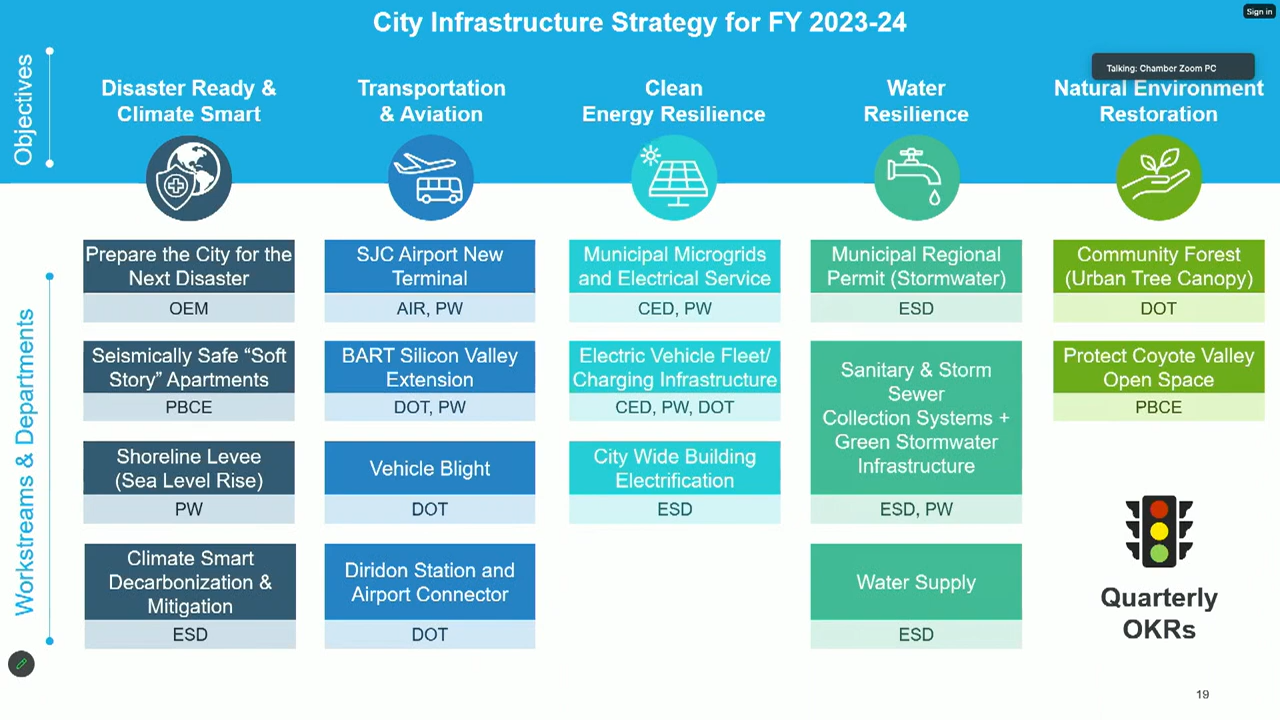 City Infrastructure Strategy for FY 2023-24
Sign in
Talking: Chamber Zoom PC
Objectives
Disaster Ready &
Climate Smart
Transportation
& Aviation
Clean
Energy Resilience
Water
Resilience
Natural Environment
Restoration
Workstreams & Departments
Prepare the City for the
Next Disaster
OEM
Seismically Safe “Soft
Story” Apartments
PBCE
Shoreline Levee
(Sea Level Rise)
PW
Climate Smart
Decarbonization &
Mitigation
ESD
SJC Airport New
Terminal
AIR, PW
BART Silicon Valley
Extension
DOT, PW
Vehicle Blight
DOT
Diridon Station and
Airport Connector
DOT
Municipal Microgrids
and Electrical Service
CED, PW
Electric Vehicle Fleet/
Charging Infrastructure
CED, PW, DOT
City Wide Building
Electrification
ESD
Municipal Regional
Permit (Stormwater)
ESD
Sanitary & Storm
Sewer
Collection Systems +
Green Stormwater
Infrastructure
ESD, PW
Water Supply
ESD
Community Forest
(Urban Tree Canopy)
DOT
Protect Coyote Valley
Open Space
PBCE
Quarterly
OKRs
19